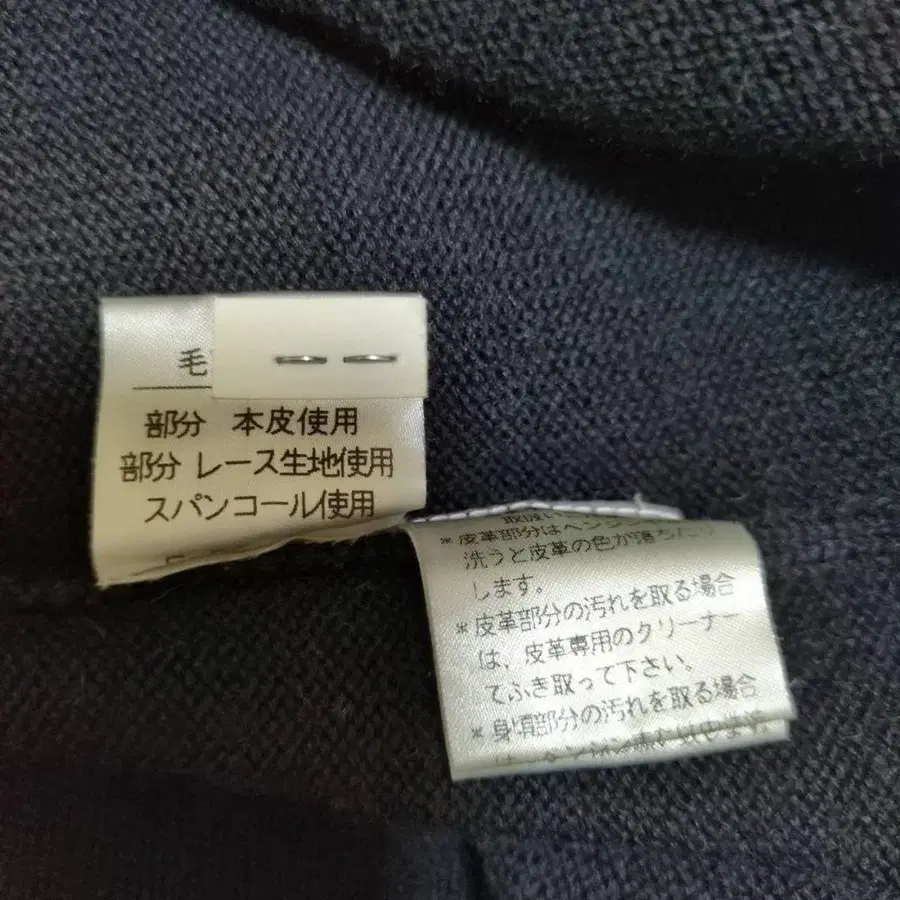 毛
部分 本皮使用
部分 レース生地使用
スパンコール使用
*皮革部分はベンジン
洗うと皮革の色が落ちたり
します。
*皮革部分の汚れを取る場合
は、皮革専用のクリーナー
でふき取って下さい。
*身頃部分の汚れを取る場合